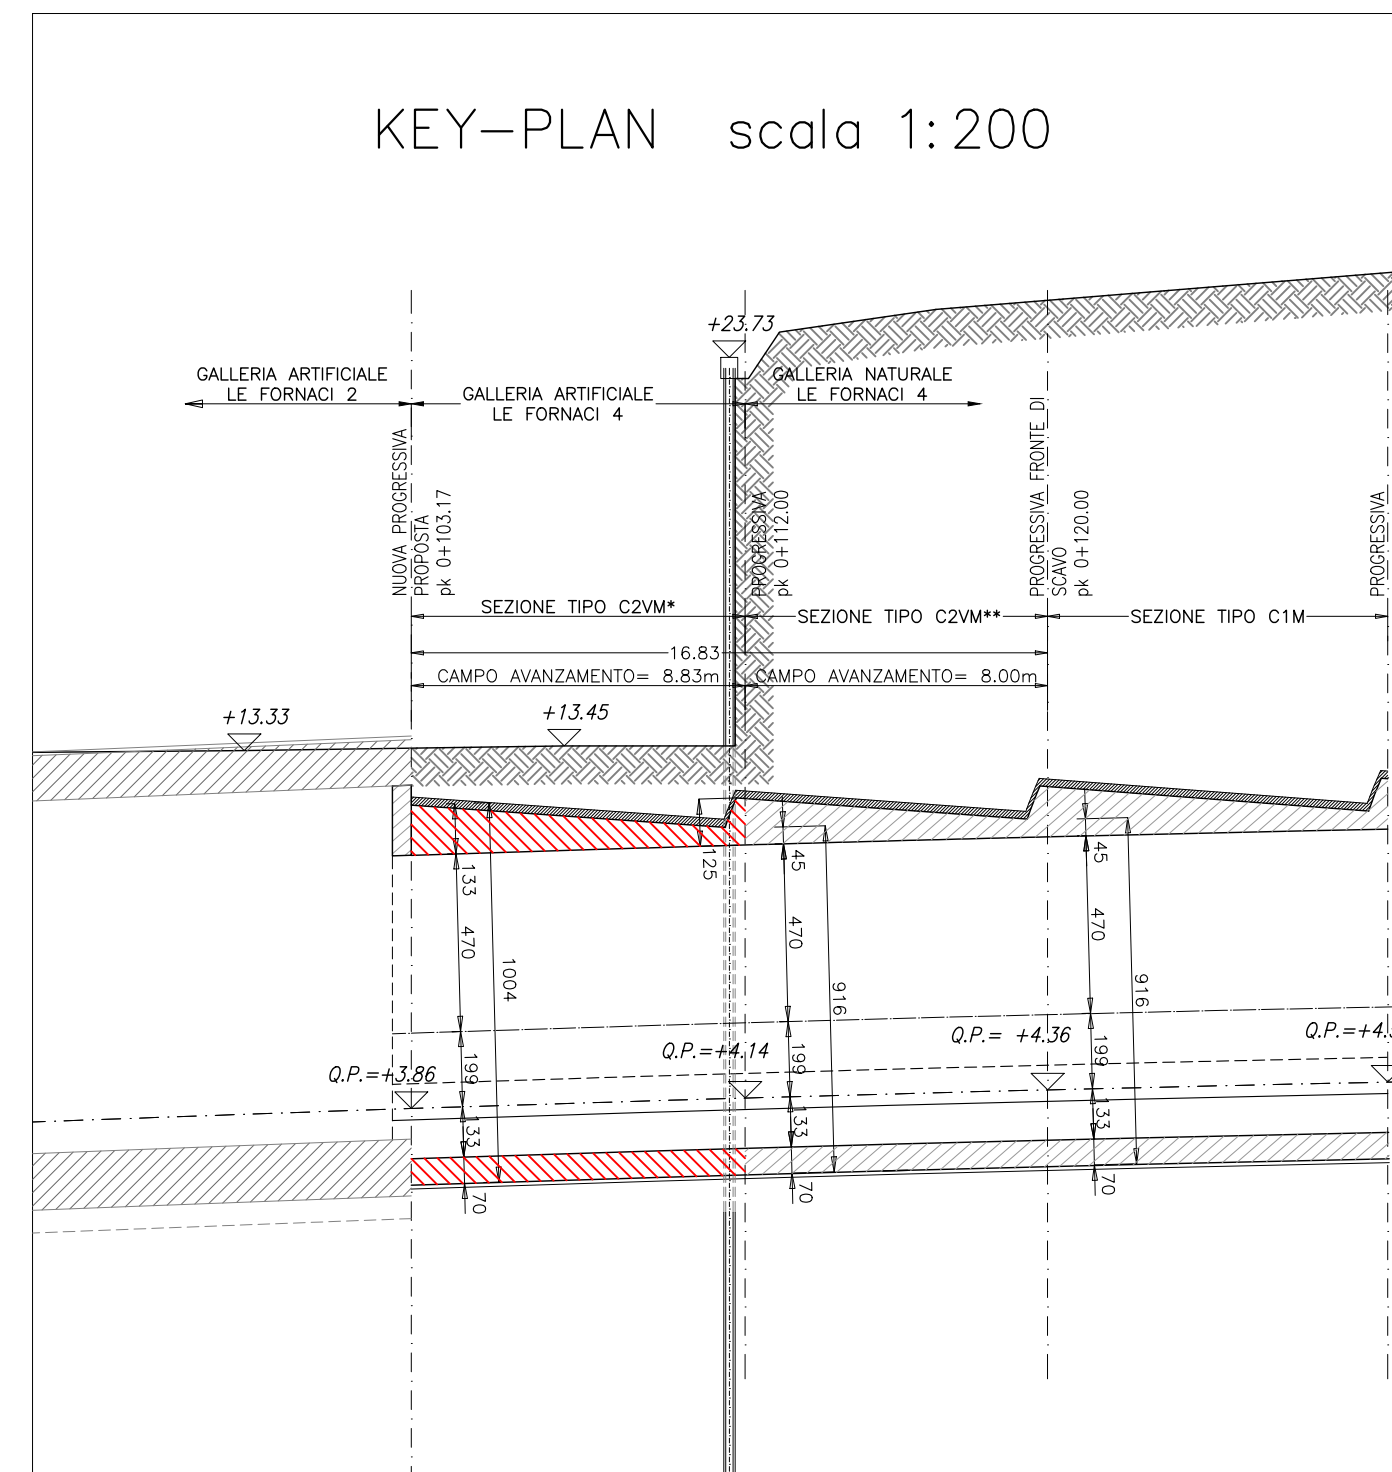 KEY-PLAN scala 1:200
+23.73
GALLERIA ARTIFICIALE
LE FORNACI 2
GALLERIA ARTIFICIALE
LE FORNACI 4
GALLERIA NATURALE
LE FORNACI 4
NUOVA PROGRESSIVA
PROPOSTA
pk 0+103.17
PROGRESSIVA
pk 0+112.00
PROGRESSIVA FRONTE DI
SCAVO
pk 0+120.00
PROGRESSIVA
SEZIONE TIPO C2VM*
SEZIONE TIPO C2VM**
SEZIONE TIPO C1M
16.83
CAMPO AVANZAMENTO= 8.83m
CAMPO AVANZAMENTO= 8.00m
+13.33
+13.45
133
125
45
45
470
470
470
1004
916
916
Q.P.=+3.86
199
Q.P.=+4.14
199
Q.P.= +4.36
199
Q.P.=+4.
133
133
133
70
70
70